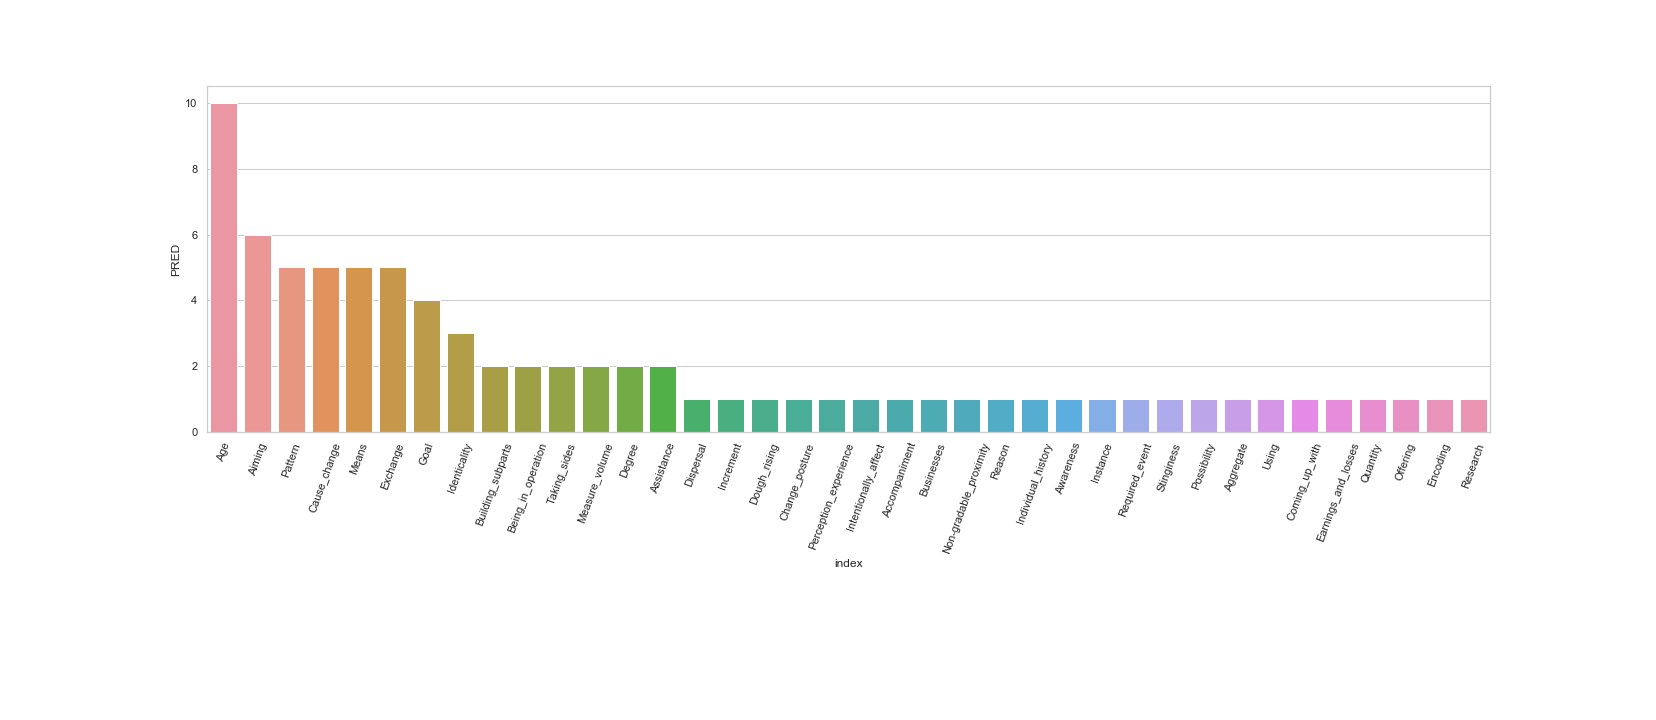 10
8
6
4
2
0
PRED
Age
Aiming
Pattern
Cause_change
Means
Exchange
Goal
Identicality
Building_subparts
Being_in_operation
Taking_sides
Measure_volume
Degree
Assistance
Dispersal
Increment
Dough_rising
Change_posture
Perception_experience
Intentionally_affect
Accompaniment
Businesses
Non-gradable_proximity
Reason
Individual_history
Awareness
Instance
Required_event
Stinginess
Possibility
Aggregate
Using
Coming_up_with
Earnings_and_losses
Quantity
Offering
Encoding
Research
index